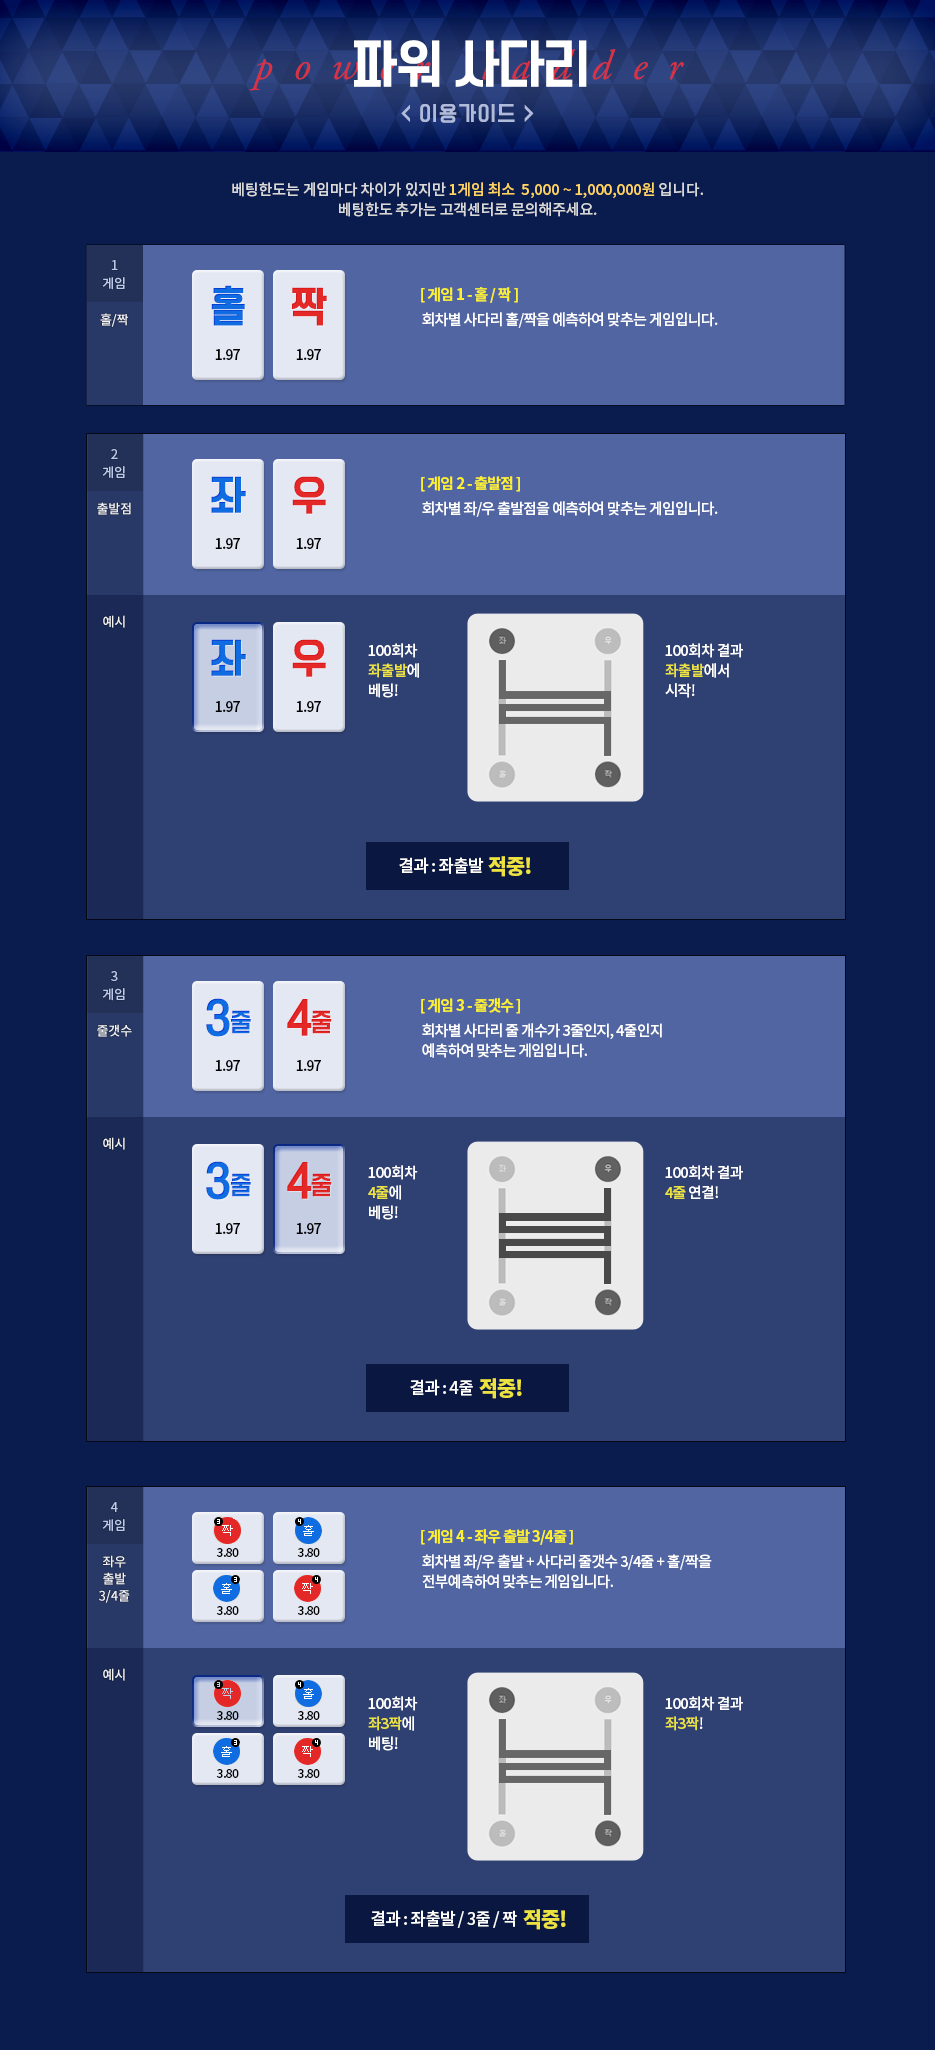 power ladder
파워 사다리
< 이용가이드 >
베팅한도는 게임마다 차이가 있지만 1게임 최소 5,000 ~ 1,000,000원 입니다.
베팅한도 추가는 고객센터로 문의해주세요.
1
게임
홀/짝
홀
1.97
짝
1.97
[ 게임 1 - 홀 / 짝 ]
회차별 사다리 홀/짝을 예측하여 맞추는 게임입니다.
2
게임
출발점
좌
1.97
우
1.97
[ 게임 2 - 출발점 ]
회차별 좌/우 출발점을 예측하여 맞추는 게임입니다.
예시
좌
1.97
우
1.97
100회차
좌출발에
베팅!
좌
우
홀
짝
100회차 결과
좌출발에서
시작!
결과 : 좌출발 적중!
3
게임
줄갯수
3줄
1.97
4줄
1.97
[ 게임 3 - 줄갯수 ]
회차별 사다리 줄 개수가 3줄인지, 4줄인지
예측하여 맞추는 게임입니다.
예시
3줄
1.97
4줄
1.97
100회차
4줄에
베팅!
좌
우
홀
짝
100회차 결과
4줄 연결!
결과 : 4줄 적중!
4
게임
좌우
출발
3/4줄
3
짝
3.80
4
홀
3.80
홀
3
3.80
짝
4
3.80
[ 게임 4 - 좌우 출발 3/4줄 ]
회차별 좌/우 출발 + 사다리 줄갯수 3/4줄 + 홀/짝을
전부예측하여 맞추는 게임입니다.
예시
3
짝
3.80
4
홀
3.80
홀
3
3.80
짝
4
3.80
100회차
좌3짝에
베팅!
좌
우
홀
짝
100회차 결과
좌3짝!
결과 : 좌출발 / 3줄 / 짝 적중!